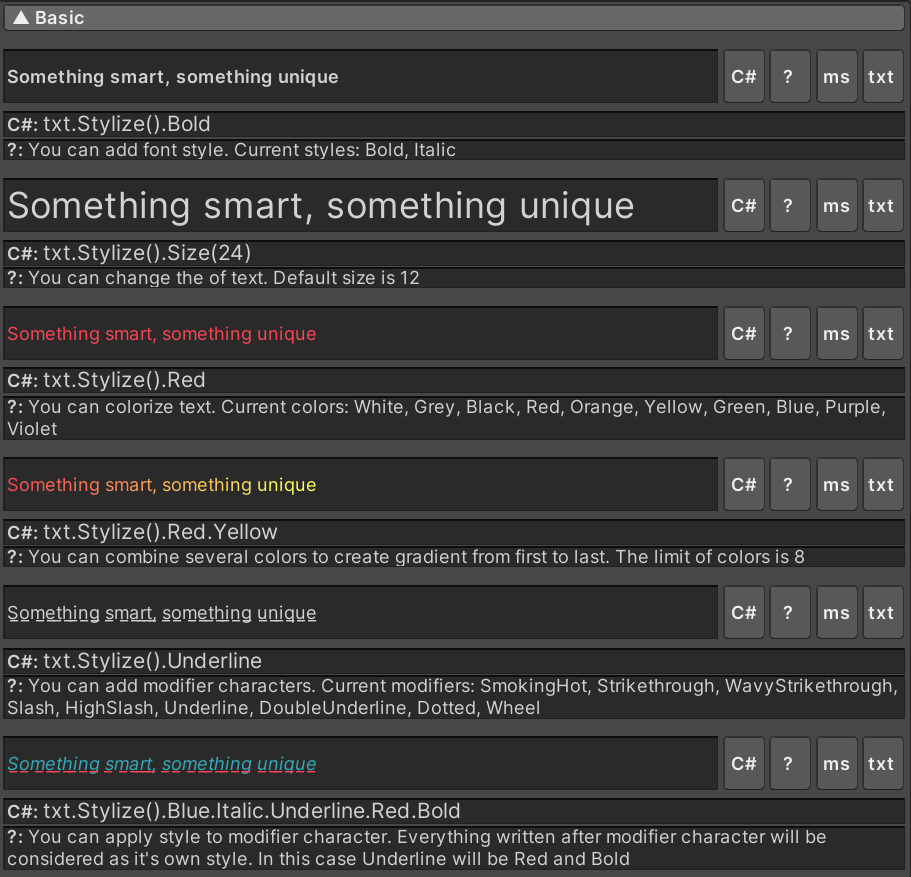 ▲ Basic
Something smart, something unique C# ? ms txt
C#: txt.Stylize().Bold
?: You can add font style. Current styles: Bold, Italic
Something smart, something unique C# ? ms txt
C#: txt.Stylize().Size(24)
?: You can change the of text. Default size is 12
Something smart, something unique C# ? ms txt
C#: txt.Stylize().Red
?: You can colorize text. Current colors: White, Grey, Black, Red, Orange, Yellow, Green, Blue, Purple,
Violet
Something smart, something unique C# ? ms txt
C#: txt.Stylize().Red.Yellow
?: You can combine several colors to create gradient from first to last. The limit of colors is 8
Something smart, something unique C# ? ms txt
C#: txt.Stylize().Underline
?: You can add modifier characters. Current modifiers: SmokingHot, Strikethrough, WavyStrikethrough,
Slash, HighSlash, Underline, DoubleUnderline, Dotted, Wheel
Something smart, something unique C# ? ms txt
C#: txt.Stylize().Blue.Italic.Underline.Red.Bold
?: You can apply style to modifier character. Everything written after modifier character will be
considered as it's own style. In this case Underline will be Red and Bold